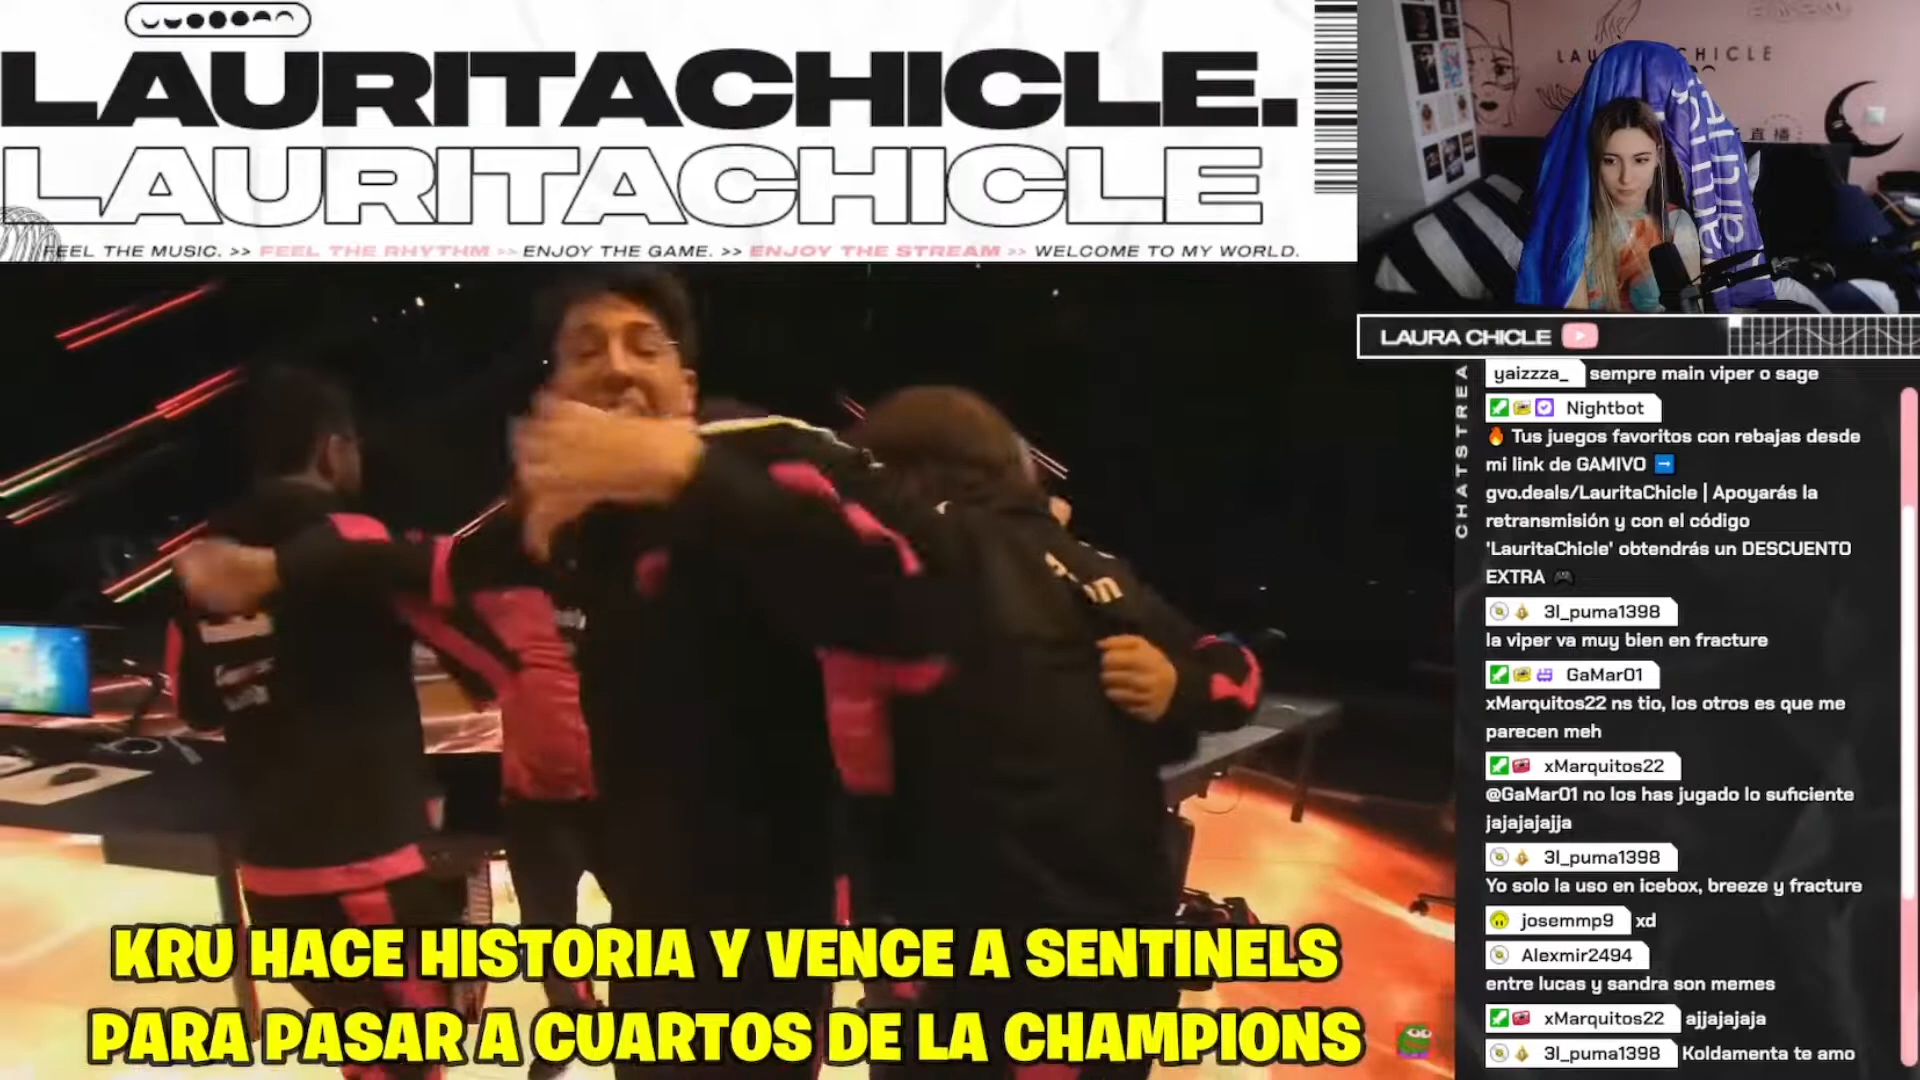 LAURITACHICLE.
LAURITACHICLE
FEEL THE MUSIC. >> FEEL THE RHYTHM >> ENJOY THE GAME. >> ENJOY THE STREAM >> WELCOME TO MY WORLD.
LAURA CHICLE
CHATSTREA
yaizzza_ sempre main viper o sage
Nightbot
🔥 Tus juegos favoritos con rebajas desde
mi link de GAMIVO ➡️
gvo.deals/LauritaChicle | Apoyarás la
retransmisión y con el código
'LauritaChicle' obtendrás un DESCUENTO
EXTRA 🎮
3l_puma1398
la viper va muy bien en fracture
GaMar01
xMarquitos22 ns tio, los otros es que me
parecen meh
xMarquitos22
@GaMar01 no los has jugado lo suficiente
jajajajajja
3l_puma1398
Yo solo la uso en icebox, breeze y fracture
josemmp9 xd
Alexmir2494
entre lucas y sandra son memes
xMarquitos22 ajjajajaja
3l_puma1398 Koldamenta te amo
KRU HACE HISTORIA Y VENCE A SENTINELS
PARA PASAR A CUARTOS DE LA CHAMPIONS